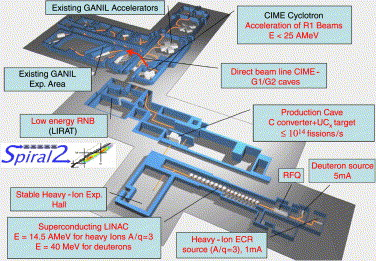 Existing GANIL Accelerators
CIME Cyclotron
Acceleration of R1 Beams
E < 25 AMeV
Existing GANIL
Exp. Area
Direct beam line CIME -
G1/G2 caves
Low energy RNB
(LIRAT)
Production Cave
C converter+UCx target
≤ 10¹⁴ fissions/s
Spiral2
Deuteron source
5mA
RFQ
Stable Heavy-Ion Exp.
Hall
Superconducting LINAC
E = 14.5 AMeV for heavy Ions A/q=3
E = 40 MeV for deuterons
Heavy - Ion ECR
source (A/q=3), 1mA